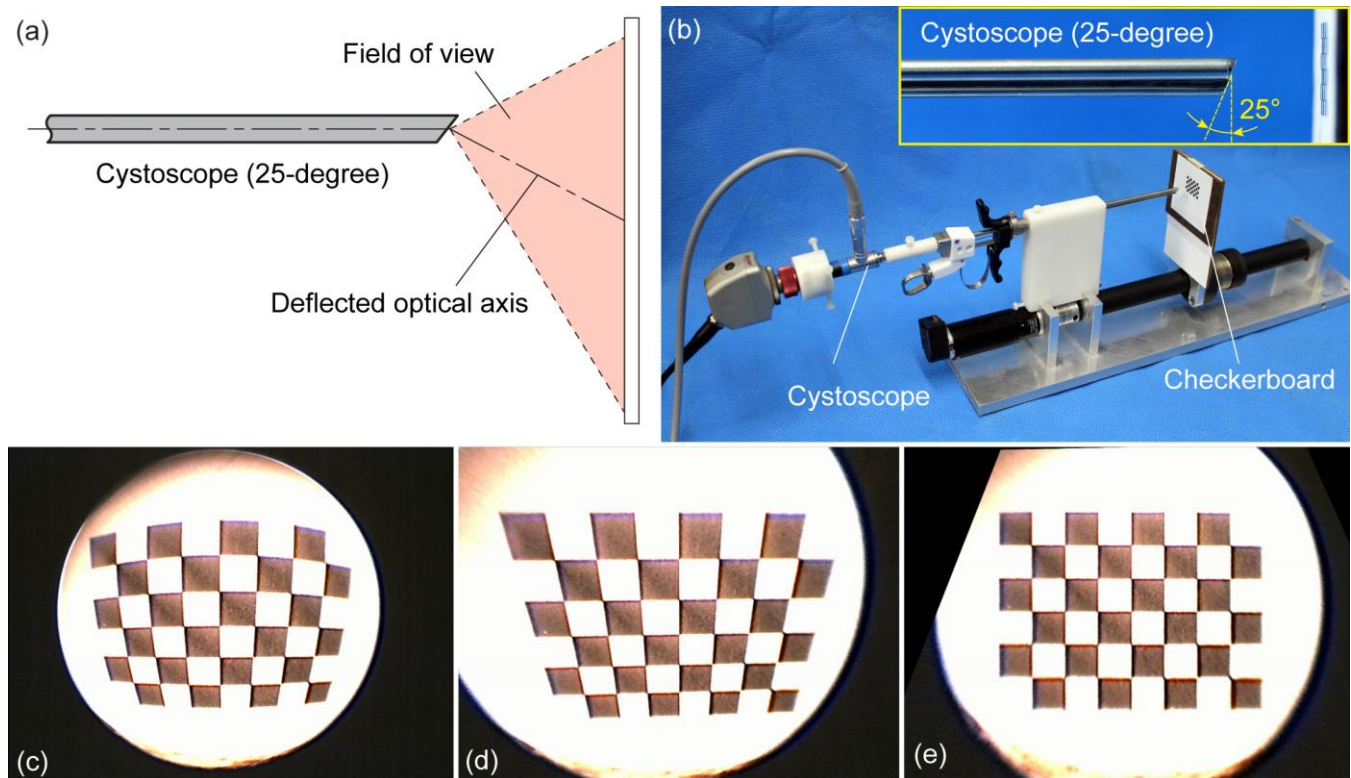 (a)
Field of view
Cystoscope (25-degree)
Deflected optical axis
(b)
Cystoscope (25-degree)
25°
Cystoscope
Checkerboard
(c)
(d)
(e)